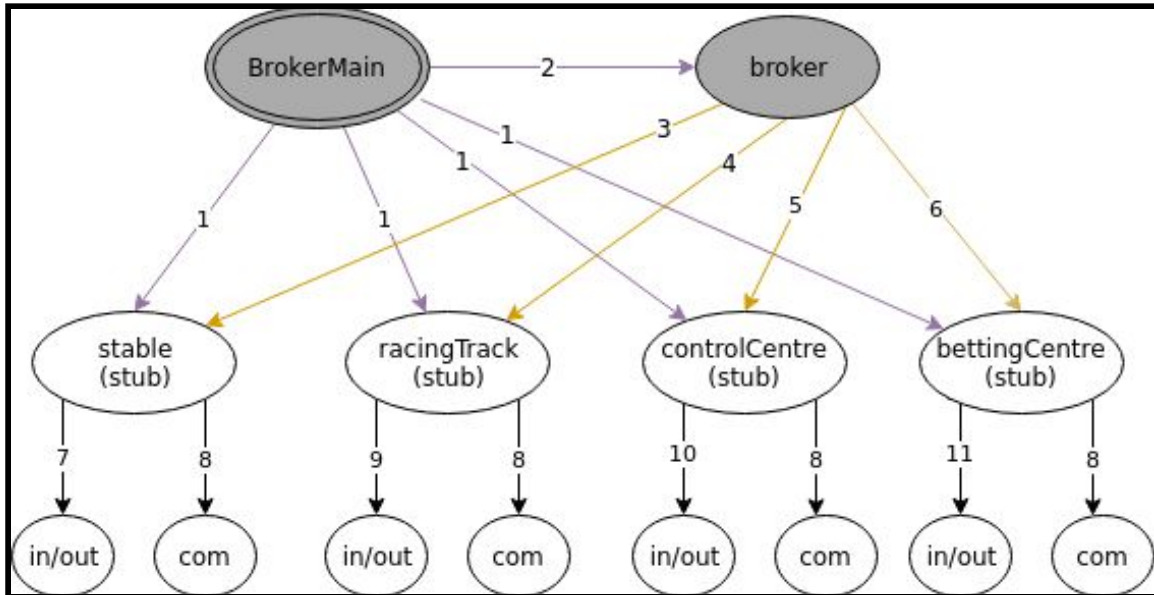 BrokerMain
2
broker
3
1
1
4
1
1
5
6
stable
(stub)
racingTrack
(stub)
controlCentre
(stub)
bettingCentre
(stub)
7
8
9
8
10
8
11
8
in/out
com
in/out
com
in/out
com
in/out
com